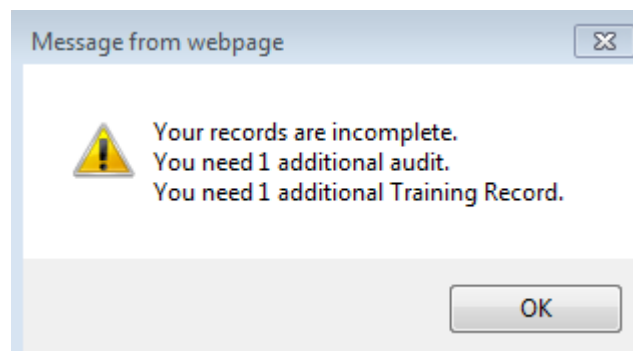 Message from webpage
Your records are incomplete.
You need 1 additional audit.
You need 1 additional Training Record.
OK